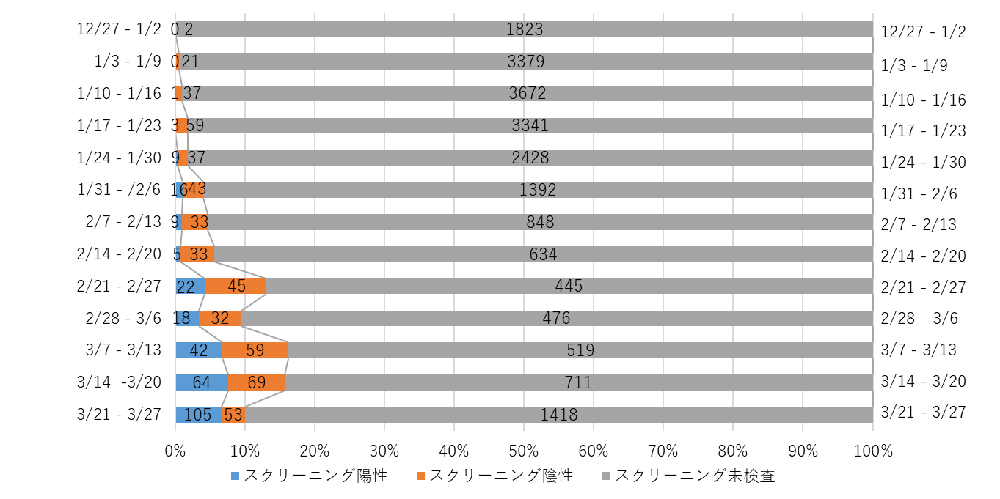 12/27 - 1/2 0 2 1823 12/27 - 1/2
1/3 - 1/9 0 21 3379 1/3 - 1/9
1/10 - 1/16 1 37 3672 1/10 - 1/16
1/17 - 1/23 3 59 3341 1/17 - 1/23
1/24 - 1/30 9 37 2428 1/24 - 1/30
1/31 - /2/6 16 43 1392 1/31 - 2/6
2/7 - 2/13 9 33 848 2/7 - 2/13
2/14 - 2/20 5 33 634 2/14 - 2/20
2/21 - 2/27 22 45 445 2/21 - 2/27
2/28 - 3/6 18 32 476 2/28 – 3/6
3/7 - 3/13 42 59 519 3/7 - 3/13
3/14  -3/20 64 69 711 3/14 - 3/20
3/21 - 3/27 105 53 1418 3/21 - 3/27
0% 10% 20% 30% 40% 50% 60% 70% 80% 90% 100%
スクリーニング陽性 スクリーニング陰性 スクリーニング未検査